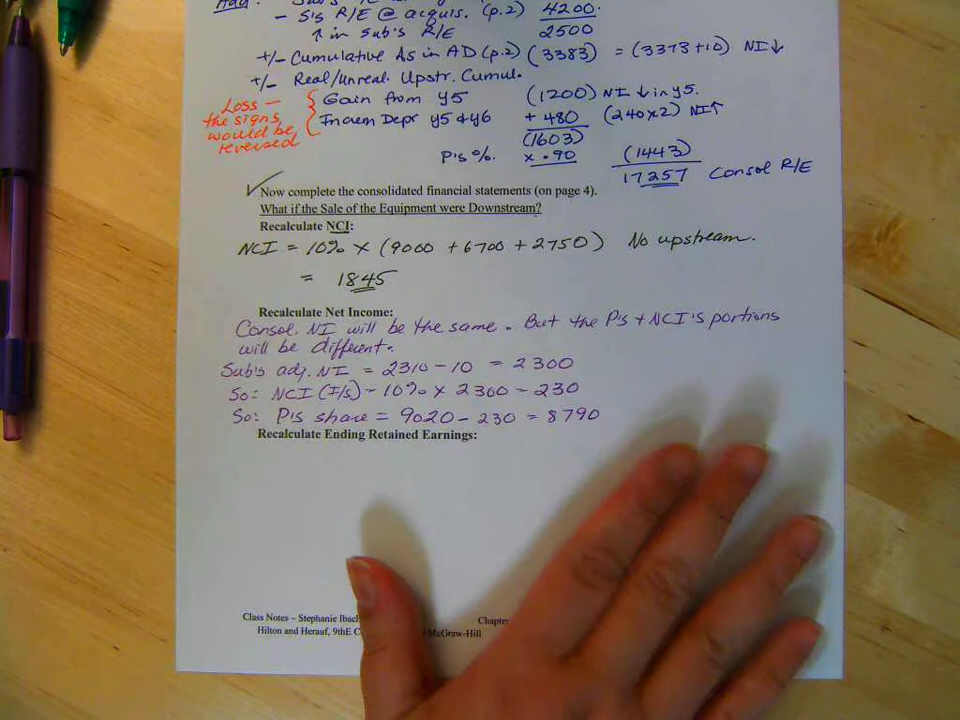 Add:
- S's R/E @ acquis. (p.2) 4200
↑ in Sub's R/E 2500
+/- Cumulative Δs in AD (p.2) (3383) = (3373+10) NI↓
+/- Real/Unreal. Upstr. Cumul.
Loss — the signs, would be reversed
Gain from Y5 (1200) NI ↓ in Y5.
Increm Depr Y5 & Y6 + 480 (240x2) NI↑
(1603)
P's %. x .90 (1443)
17257 Consol R/E
Now complete the consolidated financial statements (on page 4).
What if the Sale of the Equipment were Downstream?
Recalculate NCI:
NCI = 10% x (9000 + 6700 + 2750) No upstream.
= 1845
Recalculate Net Income:
Consol. NI will be the same. But the P's + NCI's portions
will be different.
Sub's adj. NI = 2310 - 10 = 2300
So: NCI (I/S) - 10% x 2300 - 230
So: P's share = 9020 - 230 = 8790
Recalculate Ending Retained Earnings:
Class Notes – Stephanie
Hilton and Herauf, 9thE McGraw-Hill